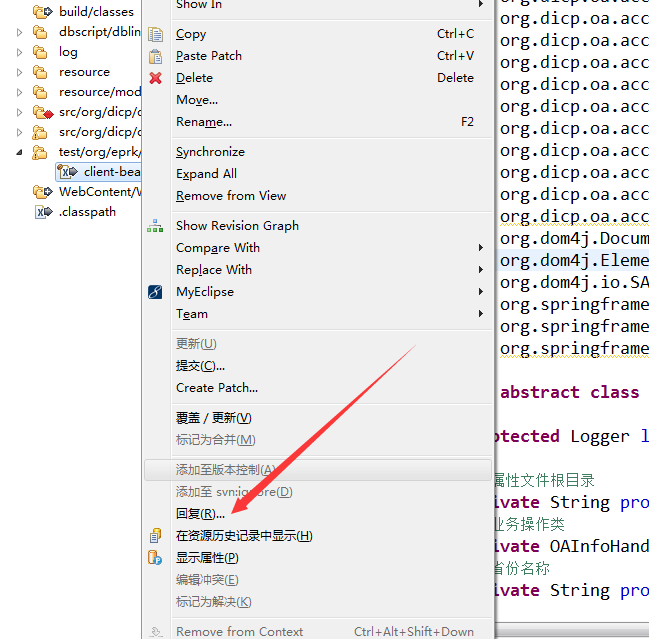 build/classes
dbscript/dblin
log
resource
resource/mod
src/org/dicp/c
src/org/dicp/c
test/org/eprk/
client-bea
WebContent/W
.classpath
Show In
Copy Ctrl+C
Paste Patch Ctrl+V
Delete Delete
Move...
Rename... F2
Synchronize
Expand All
Remove from View
Show Revision Graph
Compare With
Replace With
MyEclipse
Team
更新(U)
提交(C)...
Create Patch...
覆盖 / 更新(V)
标记为合并(M)
添加至版本控制(A)
添加至 svn:ignore(D)
回复(R)...
在资源历史记录中显示(H)
显示属性(P)
编辑冲突(E)
标记为解决(K)
Remove from Context Ctrl+Alt+Shift+Down
org.dicp.oa.acc
org.dicp.oa.acc
org.dicp.oa.acc
org.dicp.oa.acc
org.dicp.oa.acc
org.dicp.oa.acc
org.dicp.oa.acc
org.dicp.oa.acc
org.dicp.oa.acc
org.dicp.oa.acc
org.dicp.oa.acc
org.dom4j.Docum
org.dom4j.Eleme
org.dom4j.io.SA
org.springframe
org.springframe
org.springframe
abstract class
otected Logger l
属性文件根目录
ivate String pro
业务操作类
ivate OAInfoHand
省份名称
ivate String pro